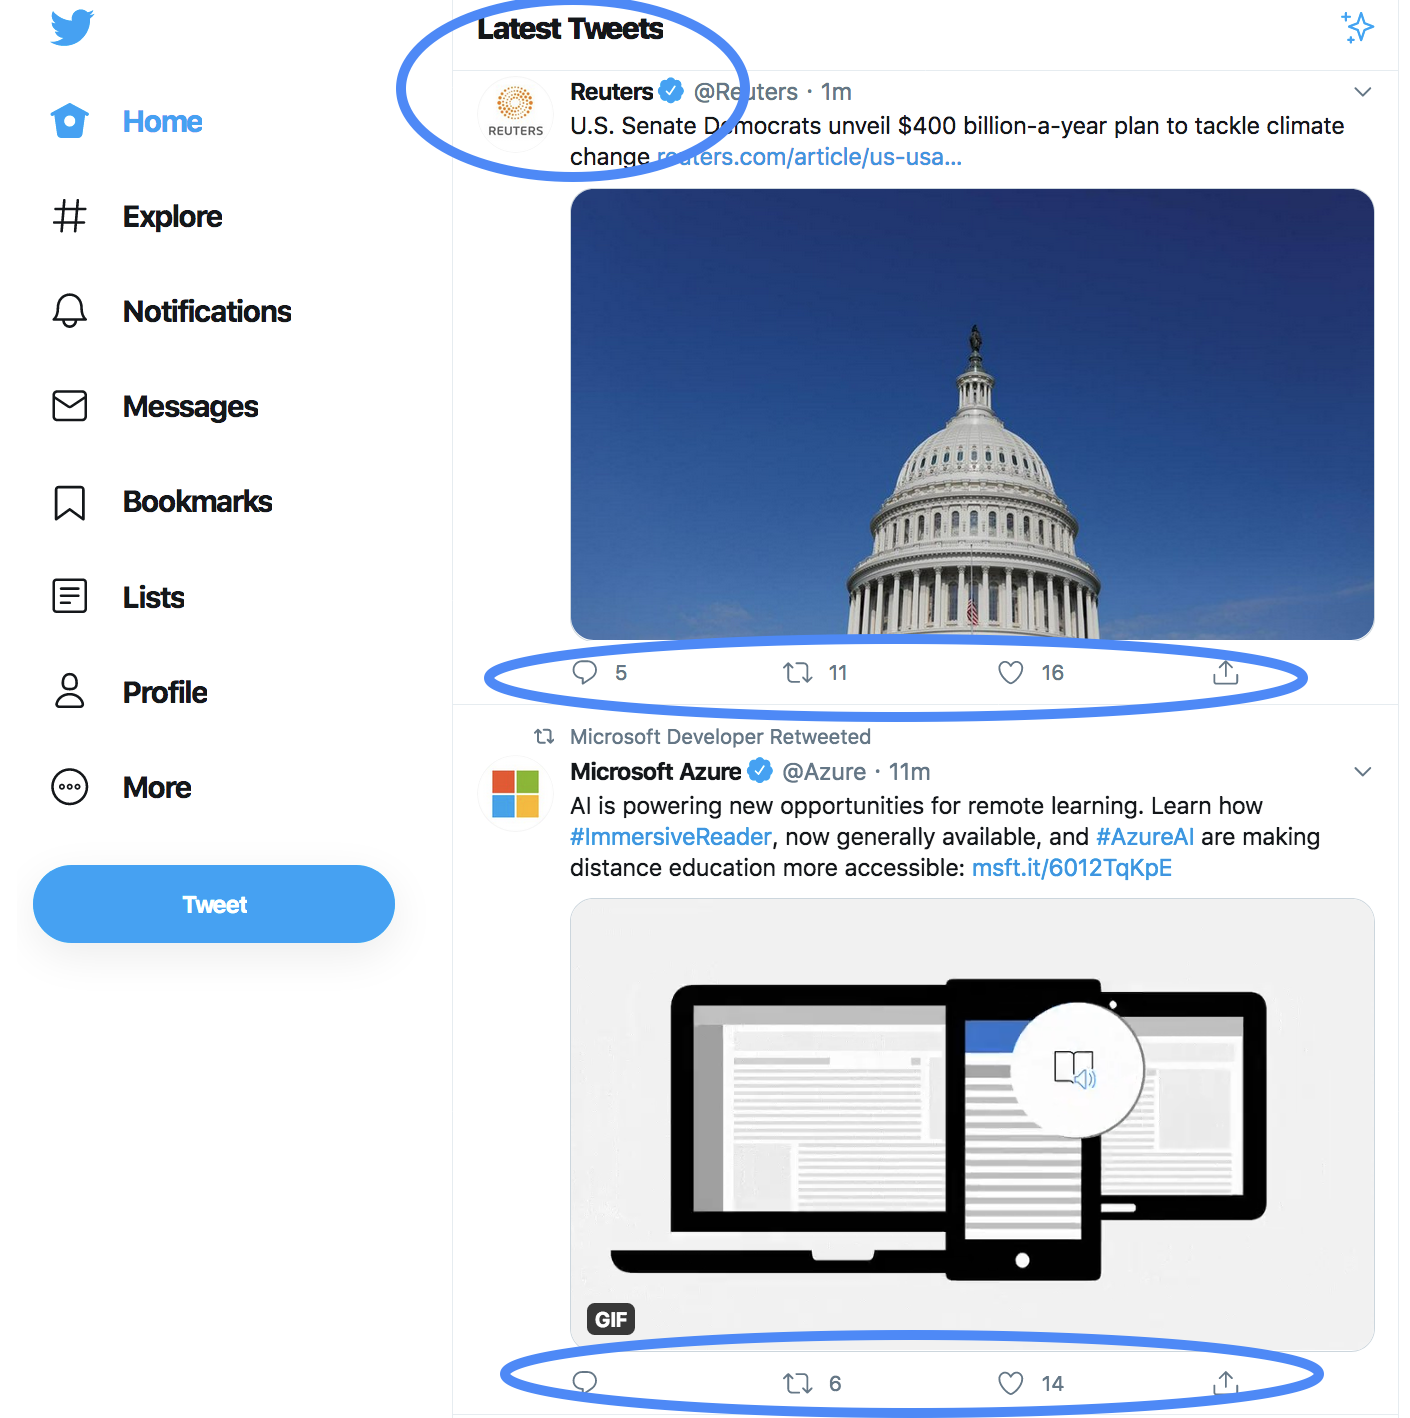 Home
Explore
Notifications
Messages
Bookmarks
Lists
Profile
More
Tweet
Latest Tweets
REUTERS
Reuters @Reuters · 1m
U.S. Senate Democrats unveil $400 billion-a-year plan to tackle climate
change reuters.com/article/us-usa...
5 11 16
Microsoft Developer Retweeted
Microsoft Azure @Azure · 11m
AI is powering new opportunities for remote learning. Learn how
#ImmersiveReader, now generally available, and #AzureAI are making
distance education more accessible: msft.it/6012TqKpE
GIF
6 14